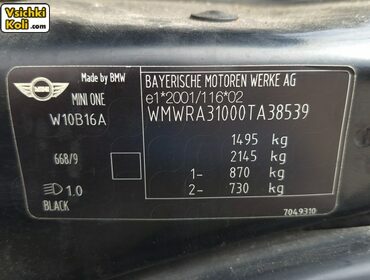 Vsichki
Koli.com
MINI
Made by BMW
MINI ONE
W10B16A
668/9
1.0
BLACK
BAYERISCHE MOTOREN WERKE AG
e1*2001/116*02
WMWRA31000TA38539
1495 kg
2145 kg
1- 870 kg
2- 730 kg
7049310